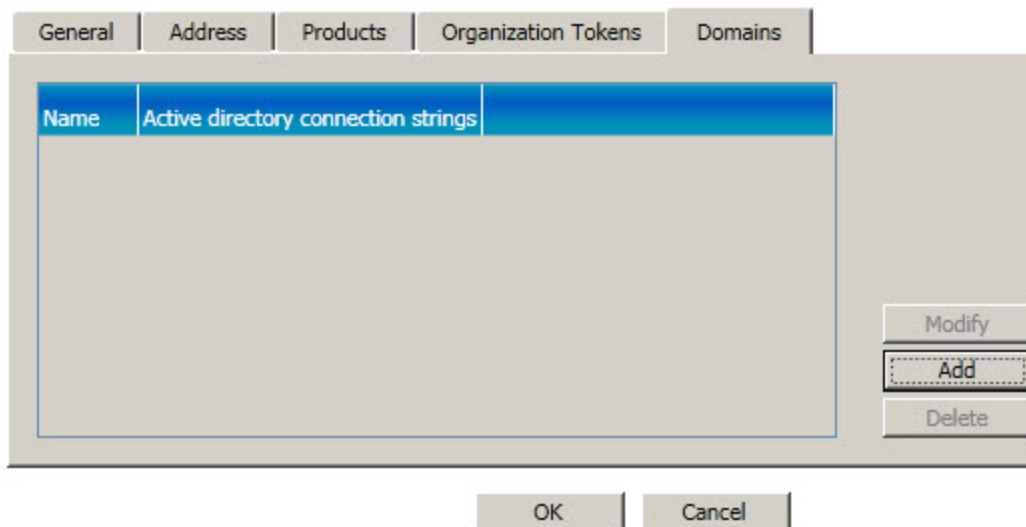 General Address Products Organization Tokens Domains
Name Active directory connection strings
Modify
Add
Delete
OK Cancel